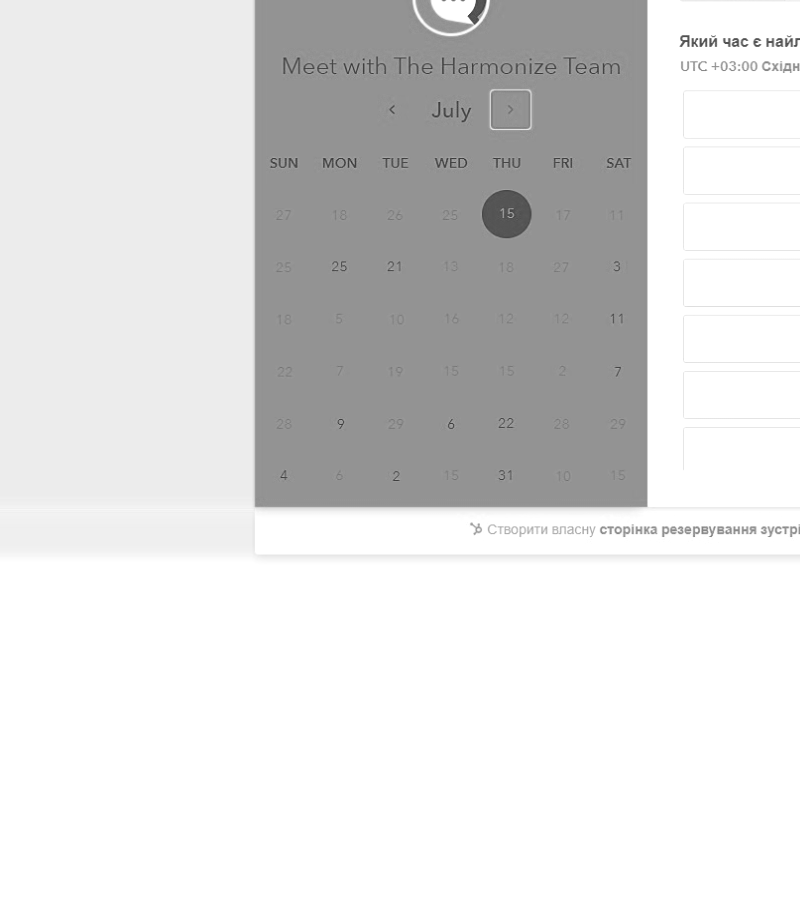 Meet with The Harmonize Team
July
SUN MON TUE WED THU FRI SAT
27 18 26 25 15 17 11
25 25 21 13 18 27 3
18 5 10 16 12 12 11
22 7 19 15 15 2 7
28 9 29 6 22 28 29
4 6 2 15 31 10 15
Який час є найл
UTC +03:00 Східн
Створити власну сторінка резервування зустрі